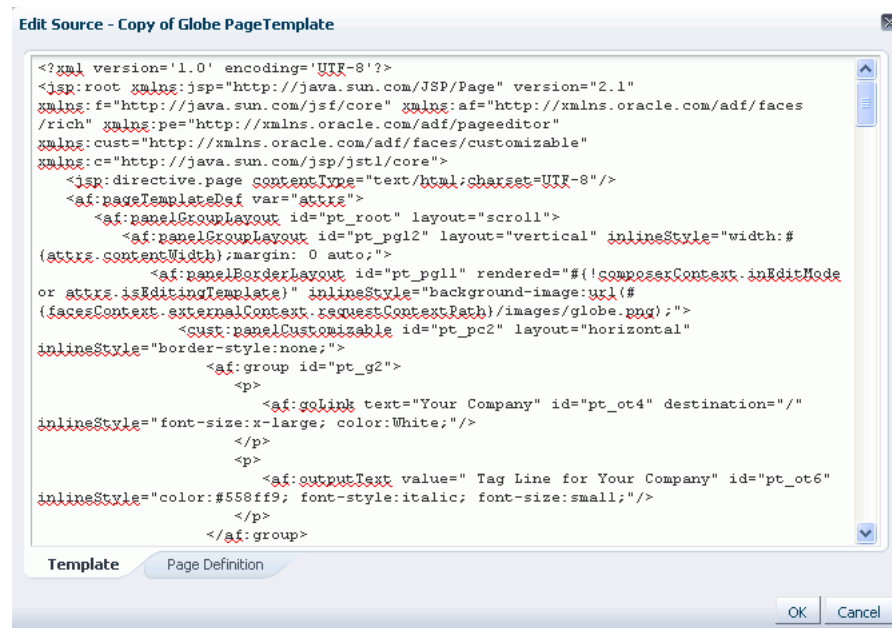 Edit Source - Copy of Globe PageTemplate
<?xml version='1.0' encoding='UTF-8'?>
<jsp:root xmlns:jsp="http://java.sun.com/JSP/Page" version="2.1"
xmlns:f="http://java.sun.com/jsf/core" xmlns:af="http://xmlns.oracle.com/adf/faces
/rich" xmlns:pe="http://xmlns.oracle.com/adf/pageeditor"
xmlns:cust="http://xmlns.oracle.com/adf/faces/customizable"
xmlns:c="http://java.sun.com/jsp/jstl/core">
<jsp:directive.page contentType="text/html;charset=UTF-8"/>
<af:pageTemplateDef var="attrs">
<af:panelGroupLayout id="pt_root" layout="scroll">
<af:panelGroupLayout id="pt_pgl2" layout="vertical" inlineStyle="width:#
{attrs.contentWidth};margin: 0 auto;">
<af:panelBorderLayout id="pt_pgl1" rendered="#{!composerContext.inEditMode
or attrs.isEditingTemplate}" inlineStyle="background-image:url(#
{facesContext.externalContext.requestContextPath}/images/globe.png);">
<cust:panelCustomizable id="pt_pc2" layout="horizontal"
inlineStyle="border-style:none;">
<af:group id="pt_g2">
<p>
<af:goLink text="Your Company" id="pt_ot4" destination="/"
inlineStyle="font-size:x-large; color:White;"/>
</p>
<p>
<af:outputText value=" Tag Line for Your Company" id="pt_ot6"
inlineStyle="color:#558ff9; font-style:italic; font-size:small;"/>
</p>
</af:group>
Template Page Definition
OK Cancel